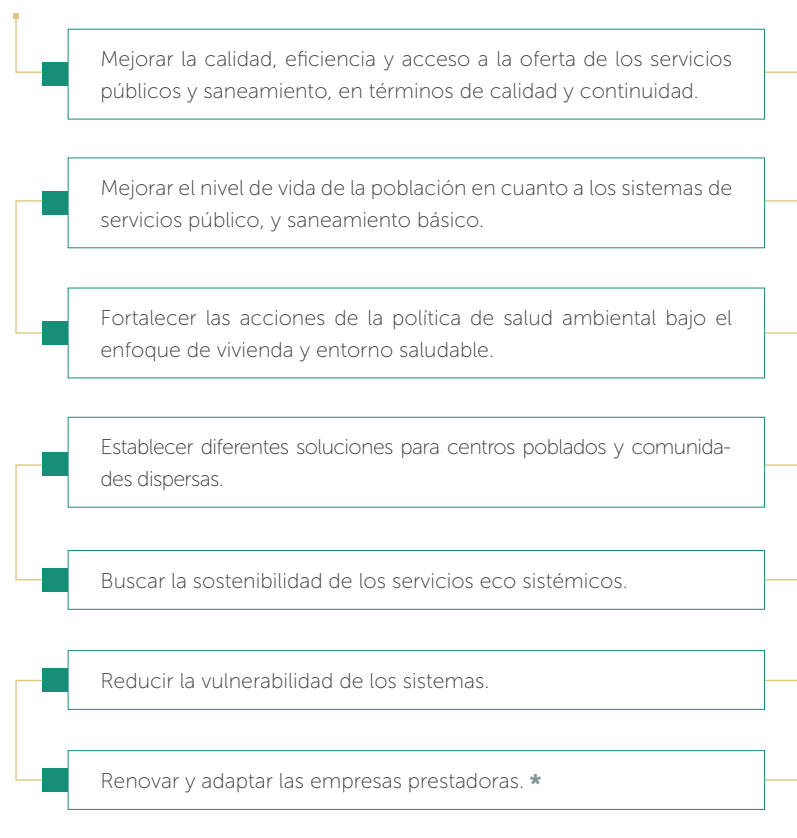 Mejorar la calidad, eficiencia y acceso a la oferta de los servicios
públicos y saneamiento, en términos de calidad y continuidad.
Mejorar el nivel de vida de la población en cuanto a los sistemas de
servicios público, y saneamiento básico.
Fortalecer las acciones de la política de salud ambiental bajo el
enfoque de vivienda y entorno saludable.
Establecer diferentes soluciones para centros poblados y comunida-
des dispersas.
Buscar la sostenibilidad de los servicios eco sistémicos.
Reducir la vulnerabilidad de los sistemas.
Renovar y adaptar las empresas prestadoras. *